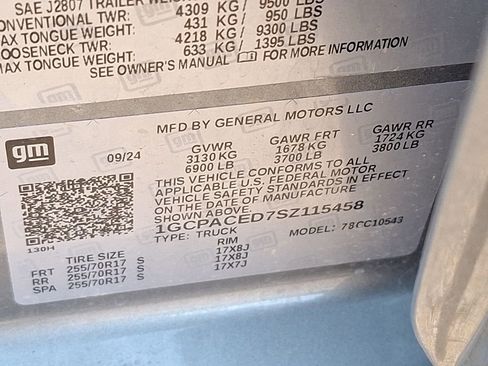 SAE J2807 TRAILER WEIGHT
CONVENTIONAL TWR: 4309 KG/ 9500 LBS
MAX TONGUE WEIGHT: 431 KG/ 950 LBS
GOOSENECK TWR: 4218 KG/ 9300 LBS
MAX TONGUE WEIGHT: 633 KG/ 1395 LBS
SEE OWNER'S MANUAL FOR MORE INFORMATION
gm
MFD BY GENERAL MOTORS LLC
09/24 GVWR GAWR FRT GAWR RR
3130 KG 1678 KG 1724 KG
6900 LB 3700 LB 3800 LB
THIS VEHICLE CONFORMS TO ALL
APPLICABLE U.S. FEDERAL MOTOR
VEHICLE SAFETY STANDARDS IN
EFFECT ON THE DATE OF
MANUFACTURE SHOWN ABOVE.
1GCPACED7SZ115458
130H TYPE: TRUCK MODEL: 78CC10543
TIRE SIZE RIM
FRT 255/70R17 S 17X8J
RR 255/70R17 S 17X8J
SPA 255/70R17 S 17X7J